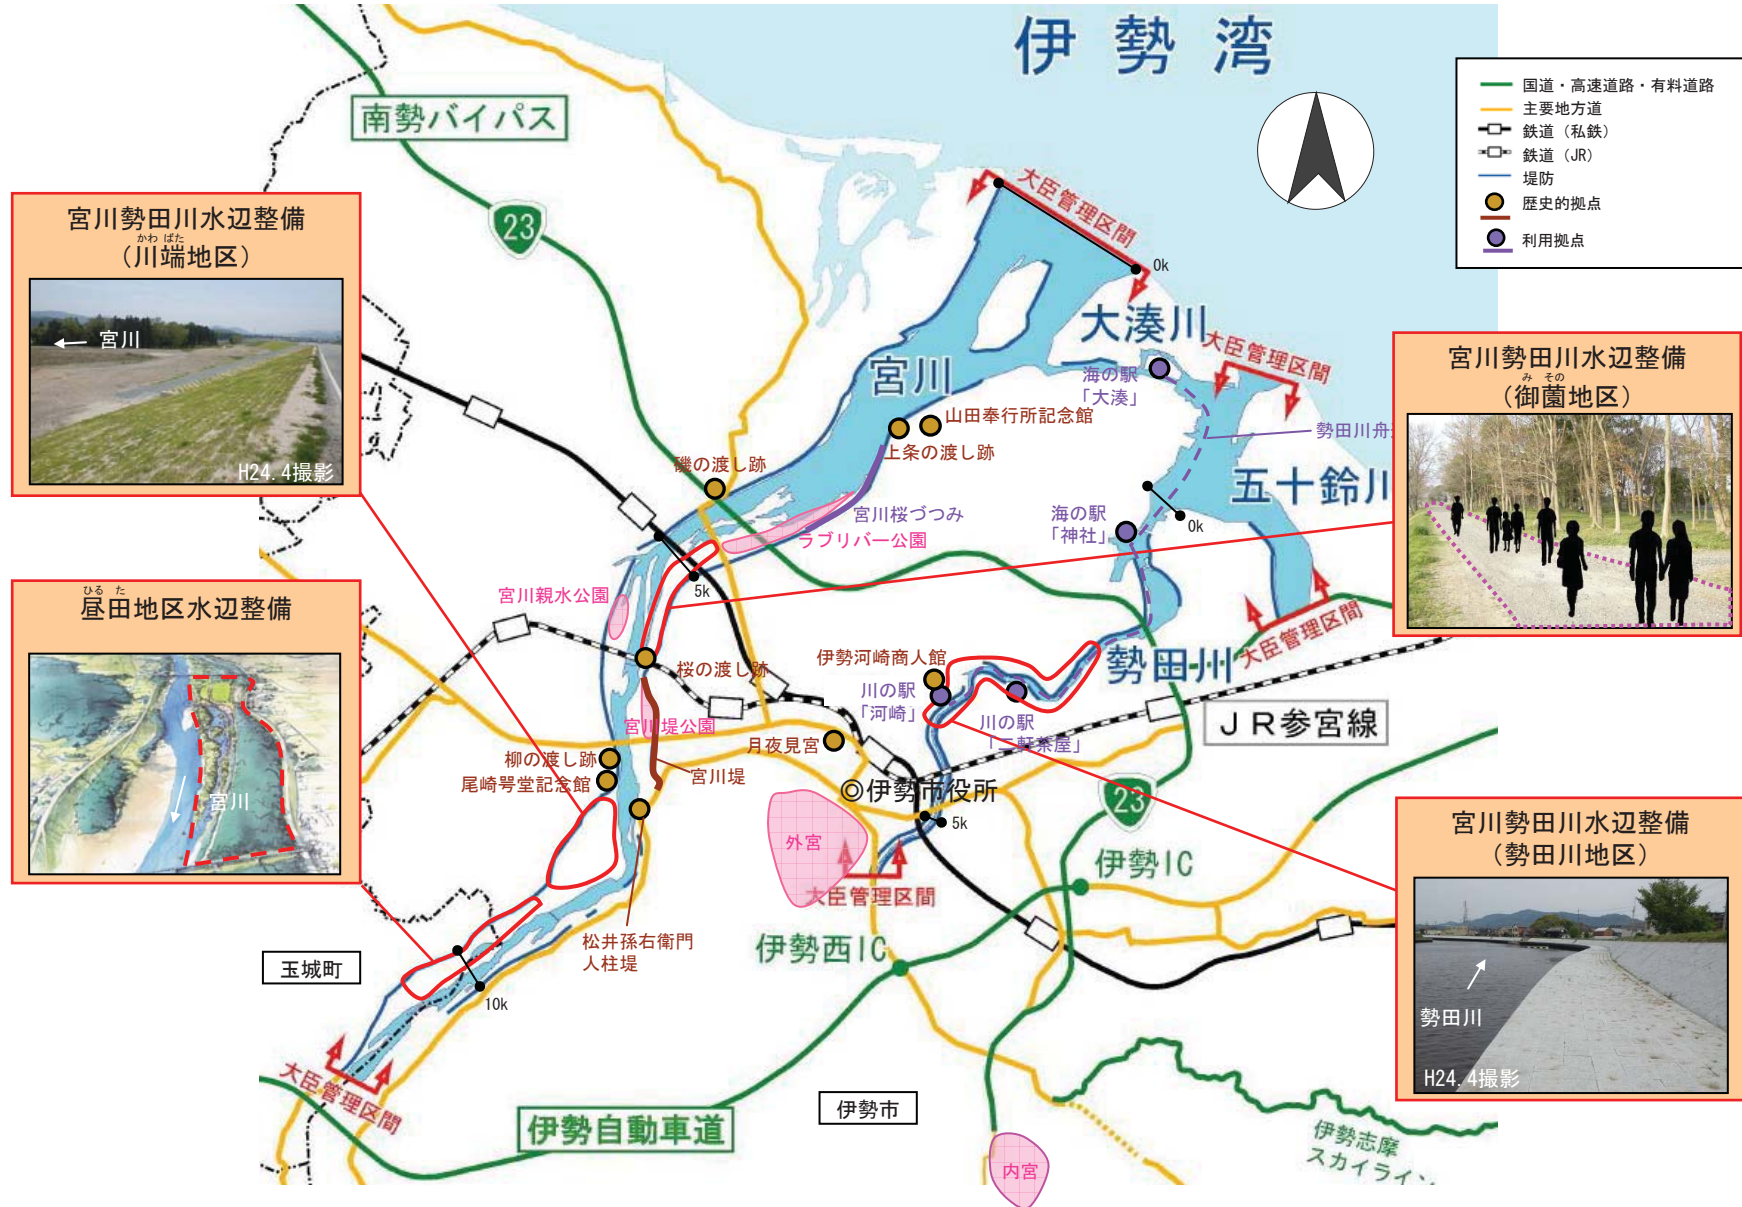 伊勢湾
国道・高速道路・有料道路
主要地方道
鉄道（私鉄）
鉄道（JR）
堤防
歴史的拠点
利用拠点
南勢バイパス
23
大臣管理区間
0k
宮川勢田川水辺整備
かわ ばた
（川端地区）
宮川
H24.4撮影
大湊川
大臣管理区間
海の駅
「大湊」
宮川
山田奉行所記念館
上条の渡し跡
勢田川舟
五十鈴川
宮川勢田川水辺整備
み その
（御薗地区）
磯の渡し跡
宮川桜づつみ
ラブリバー公園
海の駅
「神社」
0k
5k
宮川親水公園
大臣管理区間
ひる た
昼田地区水辺整備
宮川
桜の渡し跡
伊勢河崎商人館
勢田川
川の駅
「河崎」
川の駅
「二軒茶屋」
JR参宮線
宮川堤公園
月夜見宮
柳の渡し跡
宮川堤
尾崎咢堂記念館
◎伊勢市役所
23
5k
外宮
大臣管理区間
伊勢IC
宮川勢田川水辺整備
（勢田川地区）
勢田川
H24.4撮影
松井孫右衛門
人柱堤
伊勢西IC
玉城町
10k
大臣管理区間
伊勢自動車道
伊勢市
内宮
伊勢志摩
スカイライン